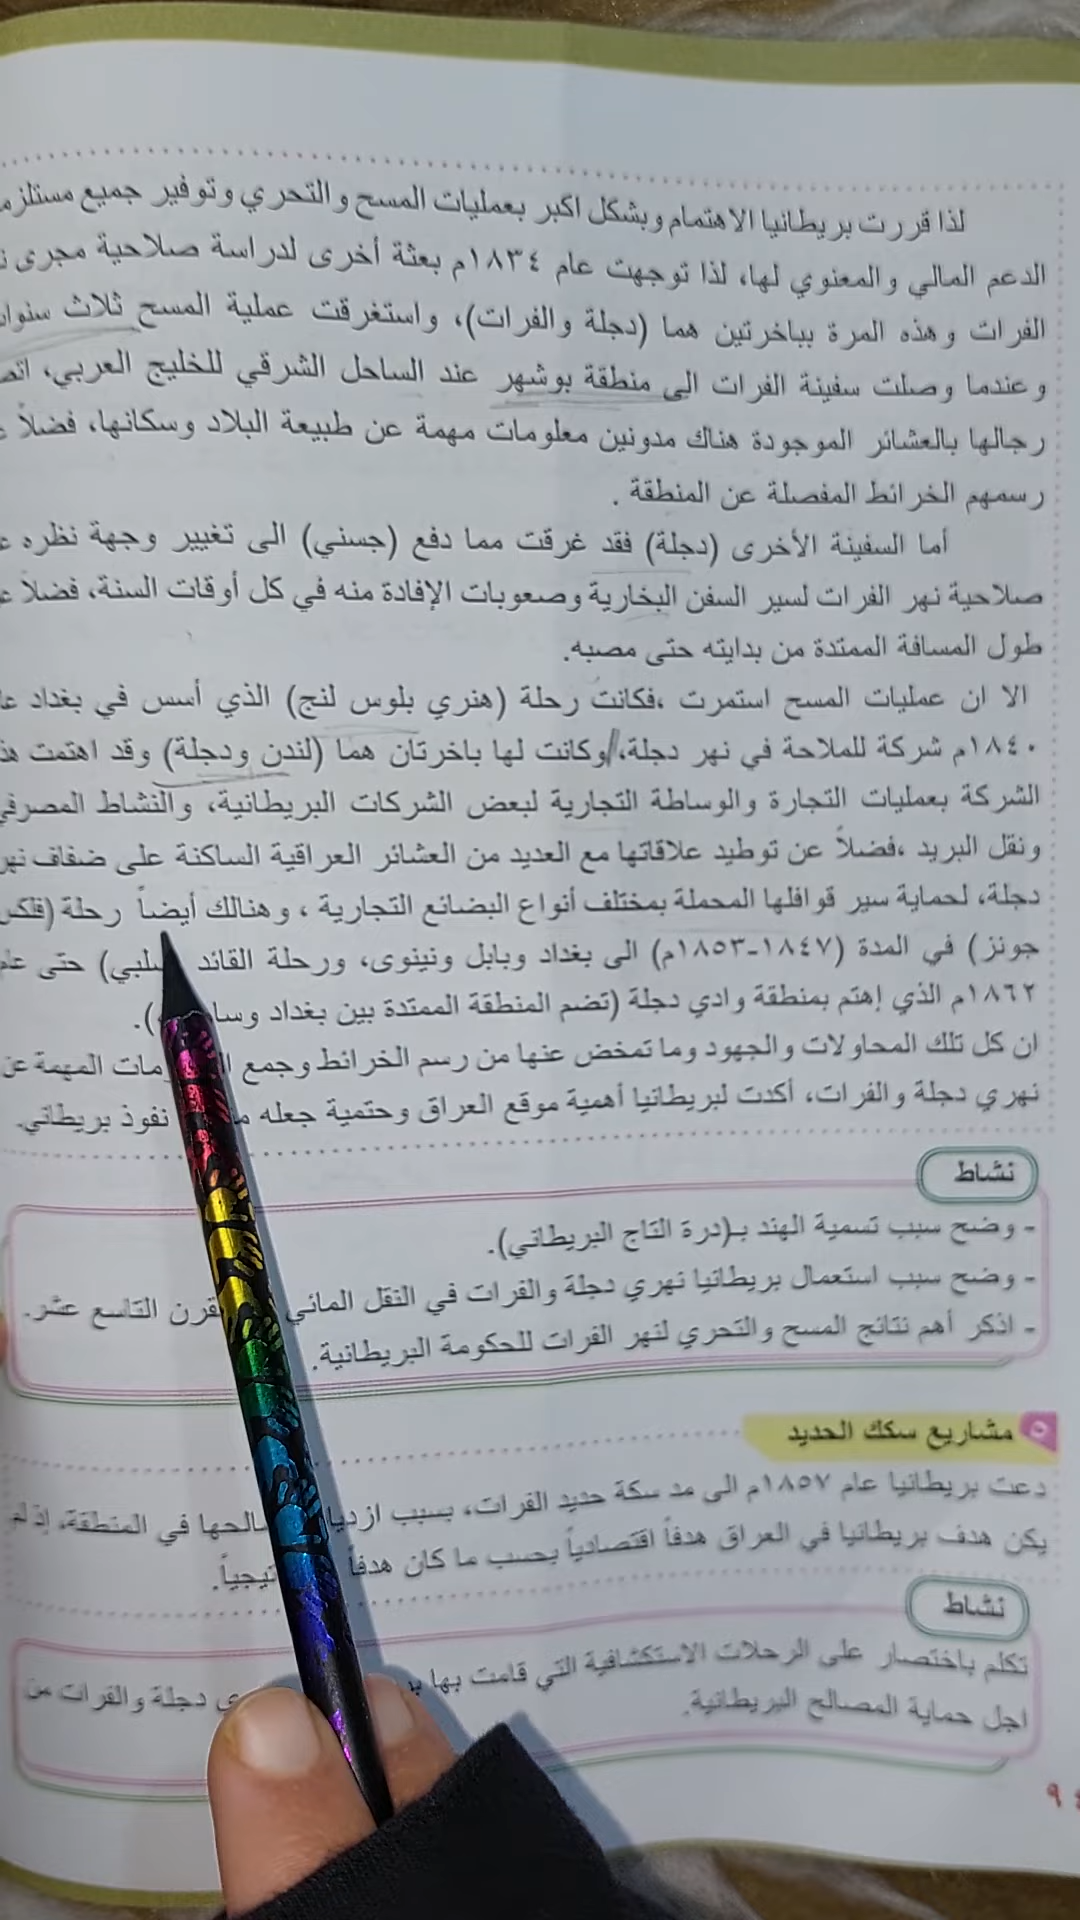 لذا قررت بريطانيا الاهتمام وبشكل اكبر بعمليات المسح والتحري وتوفير جميع
الدعم المالي والمعنوي لها، لذا توجهت عام ١٨٣٤م بعثة أخرى لدراسة صلاحية مجرى
الفرات وهذه المرة بباخرتين هما (دجلة والفرات)، واستغرقت عملية المسح ثلاث
وعندما وصلت سفينة الفرات الى منطقة بوشهر عند الساحل الشرقي للخليج العربي،
رجالها بالعشائر الموجودة هناك مدونين معلومات مهمة عن طبيعة البلاد وسكانها، فضلاً
رسمهم الخرائط المفصلة عن المنطقة .
أما السفينة الأخرى (دجلة) فقد غرقت مما دفع (جسني) الى تغيير وجهة نظره
صلاحية نهر الفرات لسير السفن البخارية وصعوبات الإفادة منه في كل أوقات السنة، فضلاً
طول المسافة الممتدة من بدايته حتى مصبه.
الا ان عمليات المسح استمرت ،فكانت رحلة (هنري بلوس لنج) الذي أسس في بغداد
١٨٤٠م شركة للملاحة في نهر دجلة، وكانت لها باخرتان هما (لندن ودجلة) وقد اهتمت
الشركة بعمليات التجارة والوساطة التجارية لبعض الشركات البريطانية، والنشاط المصرفي
ونقل البريد ،فضلاً عن توطيد علاقاتها مع العديد من العشائر العراقية الساكنة على ضفاف نهر
دجلة، لحماية سير قوافلها المحملة بمختلف أنواع البضائع التجارية ، وهنالك أيضاً رحلة (فلكس
جونز) في المدة (١٨٤٧-١٨٥٣م) الى بغداد وبابل ونينوى، ورحلة القائد حتى عام
١٨٦٢م الذي إهتم بمنطقة وادي دجلة (تضم المنطقة الممتدة بين بغداد
ان كل تلك المحاولات والجهود وما تمخض عنها من رسم الخرائط وجمع المهمة عن
نهري دجلة والفرات، أكدت لبريطانيا أهمية موقع العراق وحتمية جعله نفوذ بريطاني.
نشاط
- وضح سبب تسمية الهند بـ(درة التاج البريطاني).
- وضح سبب استعمال بريطانيا نهري دجلة والفرات في النقل المائي التاسع عشر.
- اذكر أهم نتائج المسح والتحري لنهر الفرات للحكومة البريطانية.
٥ مشاريع سكك الحديد
دعت بريطانيا عام ١٨٥٧م الى مد سكة حديد الفرات، بسبب في المنطقة، إذ لم
يكن هدف بريطانيا في العراق هدفاً اقتصادياً بحسب ما كان هدفاً
نشاط
تكلم باختصار على الرحلات الاستكشافية التي قامت بها دجلة والفرات من
اجل حماية المصالح البريطانية.